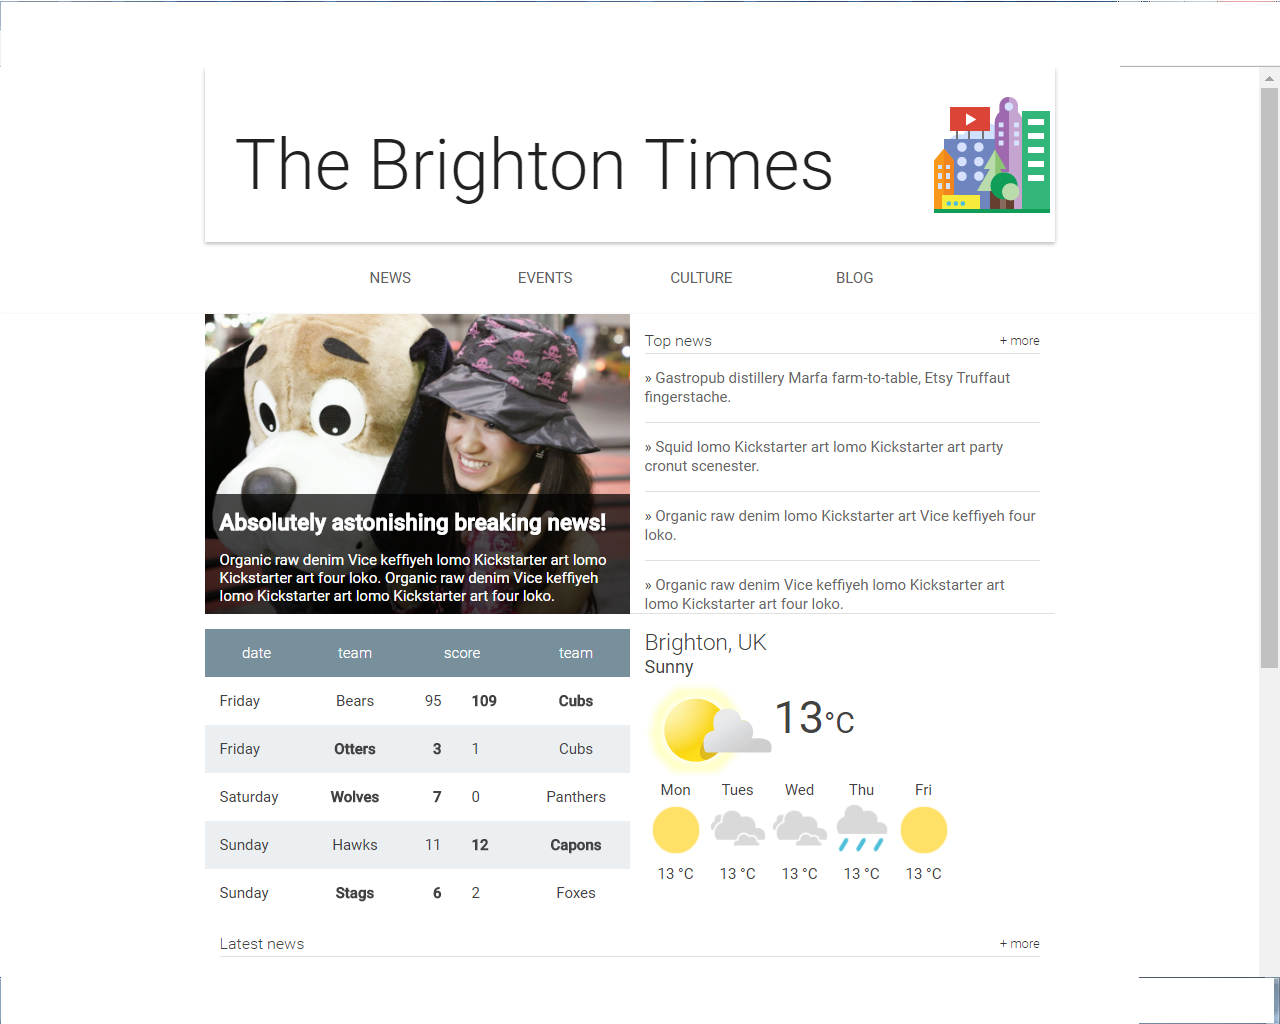 The Brighton Times
NEWS EVENTS CULTURE BLOG
Absolutely astonishing breaking news!
Organic raw denim Vice keffiyeh lomo Kickstarter art lomo
Kickstarter art four loko. Organic raw denim Vice keffiyeh
lomo Kickstarter art lomo Kickstarter art four loko.
Top news + more
» Gastropub distillery Marfa farm-to-table, Etsy Truffaut
fingerstache.
» Squid lomo Kickstarter art lomo Kickstarter art party
cronut scenester.
» Organic raw denim lomo Kickstarter art Vice keffiyeh four
loko.
» Organic raw denim Vice keffiyeh lomo Kickstarter art
lomo Kickstarter art four loko.
date team score team
Friday Bears 95 109 Cubs
Friday Otters 3 1 Cubs
Saturday Wolves 7 0 Panthers
Sunday Hawks 11 12 Capons
Sunday Stags 6 2 Foxes
Brighton, UK
Sunny
13°C
Mon Tues Wed Thu Fri
13 °C 13 °C 13 °C 13 °C 13 °C
Latest news + more